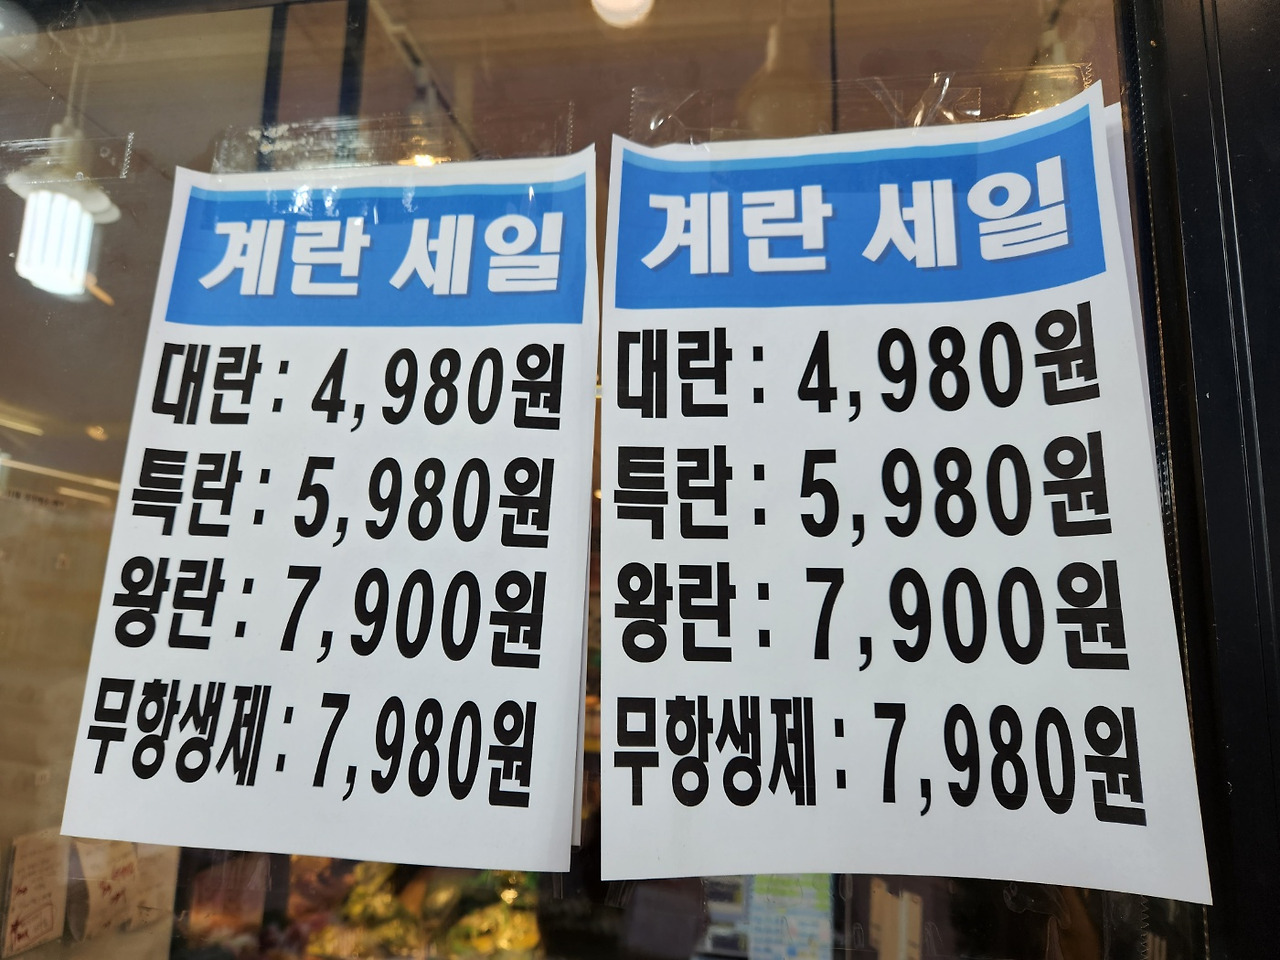 계란 세일
대란 : 4,980원
특란 : 5,980원
왕란 : 7,900원
무항생제 : 7,980원
계란 세일
대란 : 4,980원
특란 : 5,980원
왕란 : 7,900원
무항생제 : 7,980원